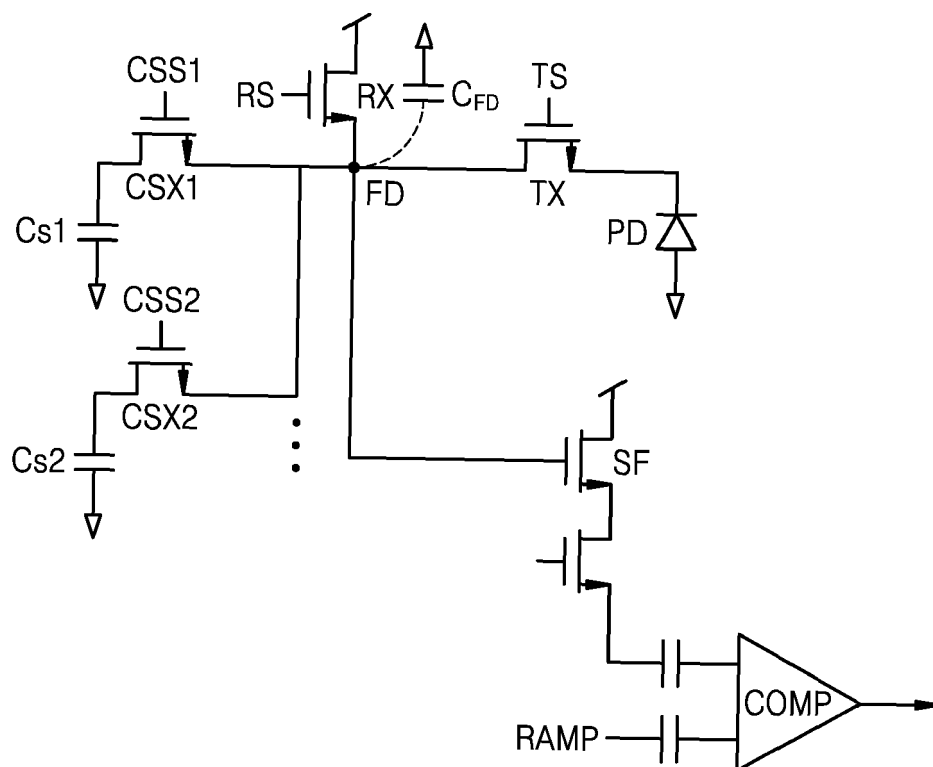 CSS1
RS
RX
C_FD
TS
CSX1
FD
TX
Cs1
PD
CSS2
CSX2
Cs2
SF
COMP
RAMP